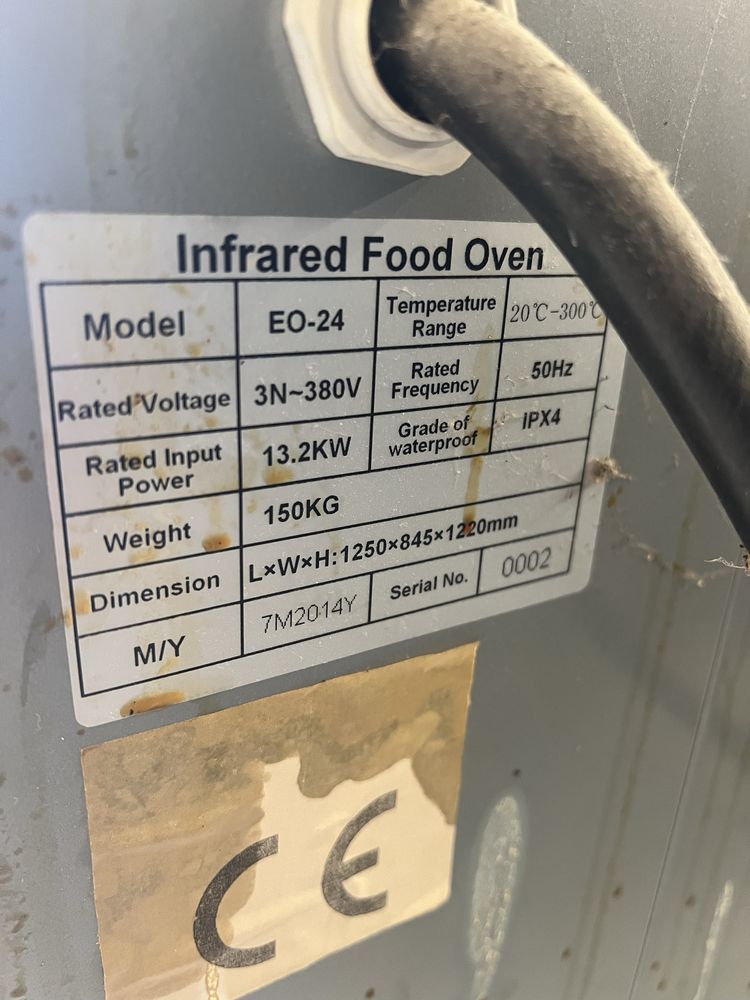 Infrared Food Oven
Model EO-24 Temperature Range 20℃-300℃
Rated Voltage 3N~380V Rated Frequency 50Hz
Rated Input Power 13.2KW Grade of waterproof IPX4
Weight 150KG
Dimension L×W×H:1250×845×1220mm
M/Y 7M2014Y Serial No. 0002
CE